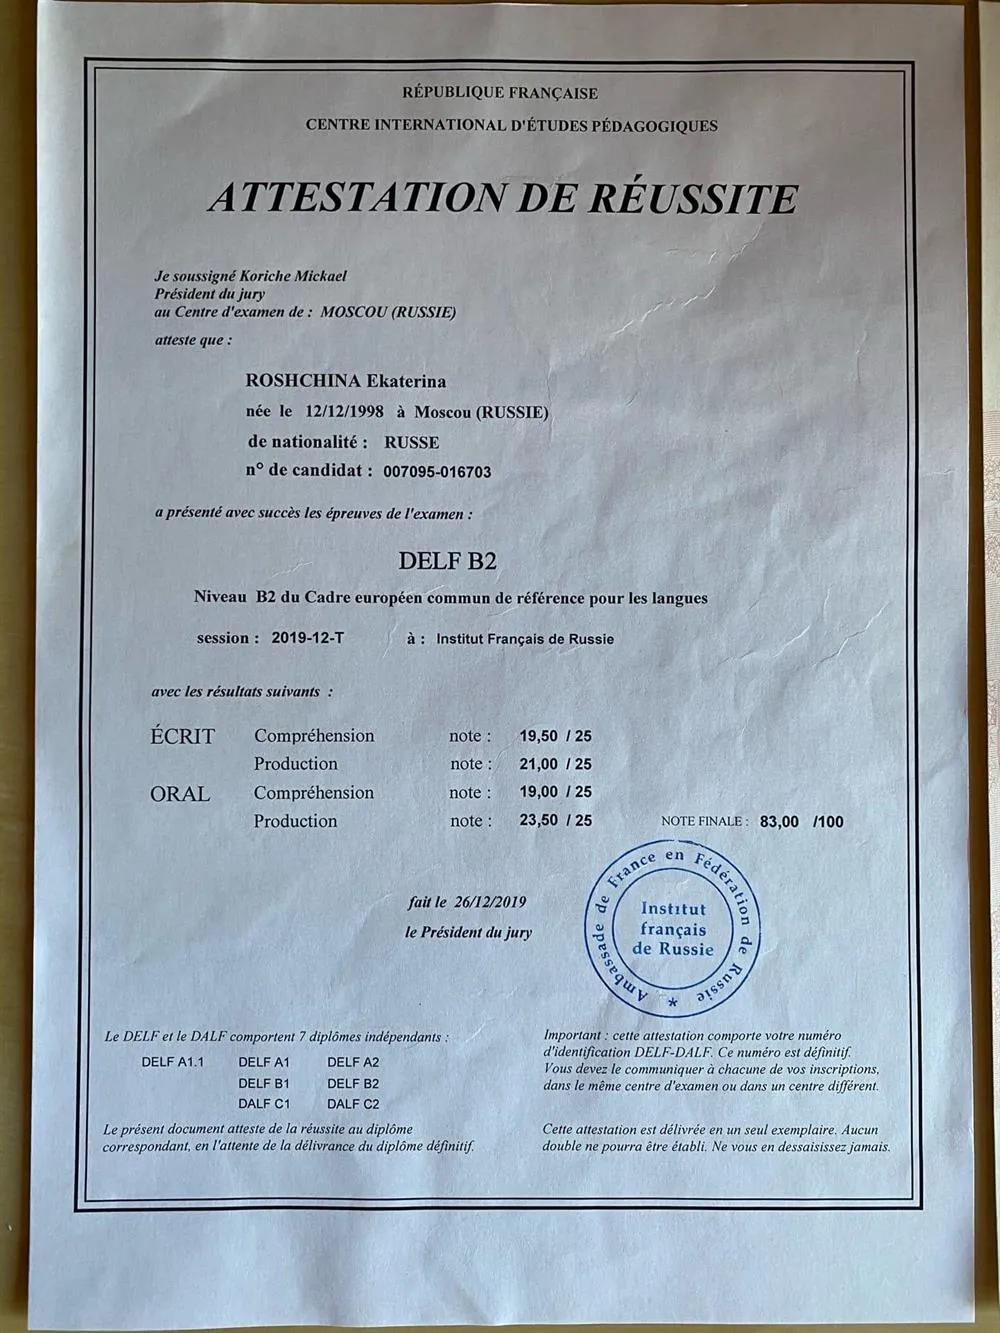 RÉPUBLIQUE FRANÇAISE
CENTRE INTERNATIONAL D'ÉTUDES PÉDAGOGIQUES
ATTESTATION DE RÉUSSITE
Je soussigné Koriche Mickael
Président du jury
au Centre d'examen de : MOSCOU (RUSSIE)
atteste que :
ROSHCHINA Ekaterina
née le 12/12/1998 à Moscou (RUSSIE)
de nationalité : RUSSE
n° de candidat : 007095-016703
a présenté avec succès les épreuves de l'examen :
DELF B2
Niveau B2 du Cadre européen commun de référence pour les langues
session : 2019-12-T à : Institut Français de Russie
avec les résultats suivants :
ÉCRIT Compréhension note : 19,50 / 25
Production note : 21,00 / 25
ORAL Compréhension note : 19,00 / 25
Production note : 23,50 / 25 NOTE FINALE : 83,00 /100
fait le 26/12/2019
le Président du jury
Ambassade de France en Fédération de Russie *
Institut
français
de Russie
Le DELF et le DALF comportent 7 diplômes indépendants :
DELF A1.1 DELF A1 DELF A2
DELF B1 DELF B2
DALF C1 DALF C2
Le présent document atteste de la réussite au diplôme
correspondant, en l'attente de la délivrance du diplôme définitif.
Important : cette attestation comporte votre numéro
d'identification DELF-DALF. Ce numéro est définitif.
Vous devez le communiquer à chacune de vos inscriptions,
dans le même centre d'examen ou dans un centre différent.
Cette attestation est délivrée en un seul exemplaire. Aucun
double ne pourra être établi. Ne vous en dessaisissez jamais.